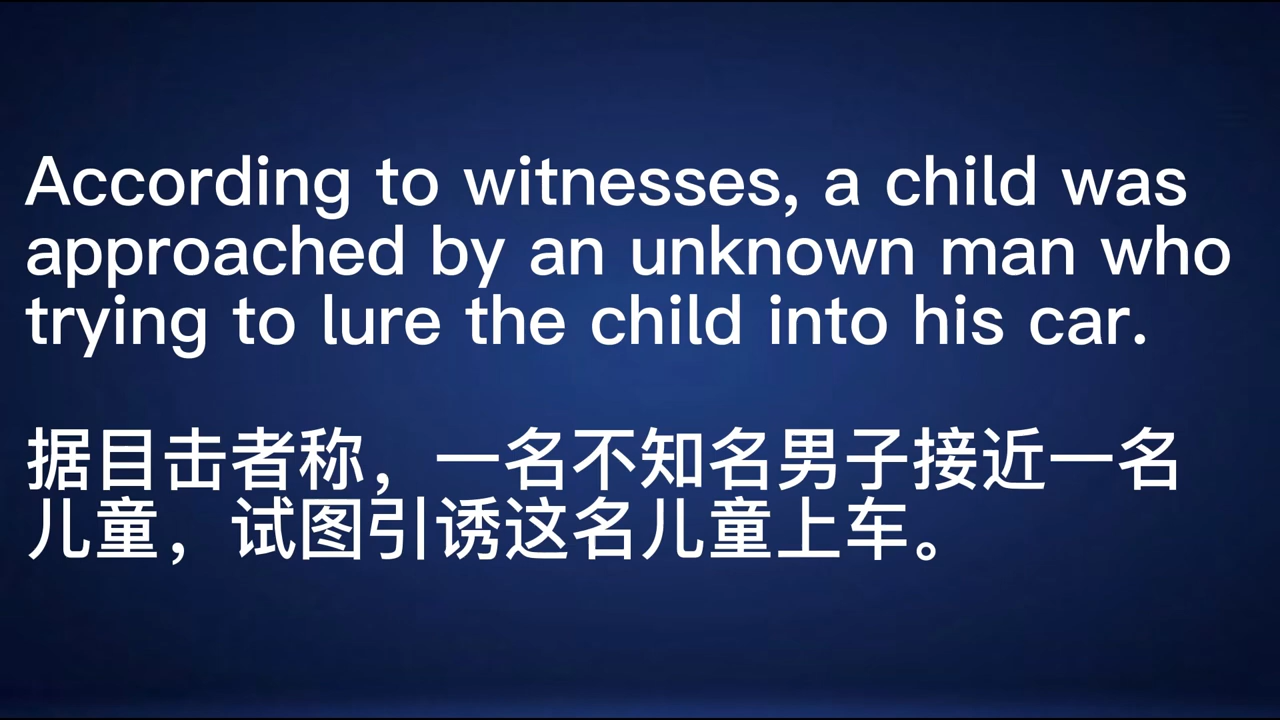 According to witnesses, a child was
approached by an unknown man who
trying to lure the child into his car.
据目击者称，一名不知名男子接近一名
儿童，试图引诱这名儿童上车。